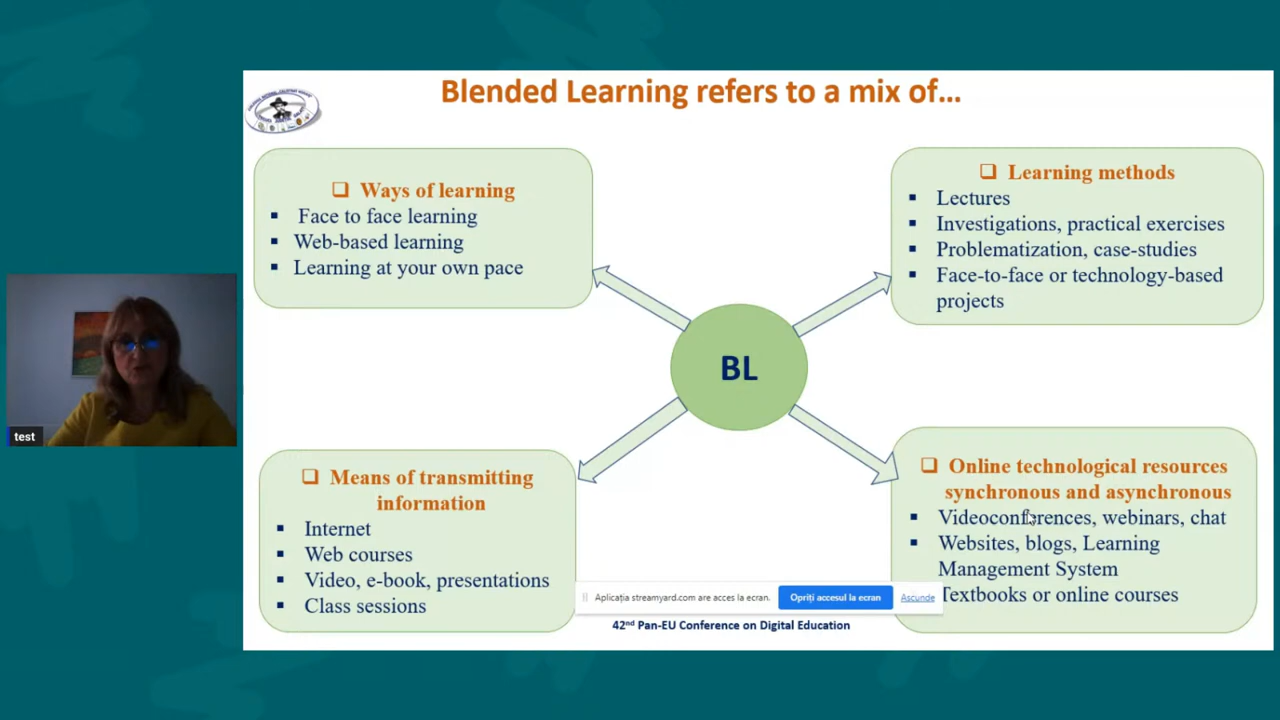 Blended Learning refers to a mix of...
❑ Ways of learning
▪ Face to face learning
▪ Web-based learning
▪ Learning at your own pace
❑ Learning methods
▪ Lectures
▪ Investigations, practical exercises
▪ Problematization, case-studies
▪ Face-to-face or technology-based
projects
BL
test
❑ Means of transmitting
information
▪ Internet
▪ Web courses
▪ Video, e-book, presentations
▪ Class sessions
❑ Online technological resources
synchronous and asynchronous
▪ Videoconferences, webinars, chat
▪ Websites, blogs, Learning
Management System
Textbooks or online courses
Aplicația streamyard.com are acces la ecran. Opriți accesul la ecran Ascunde
42nd Pan-EU Conference on Digital Education